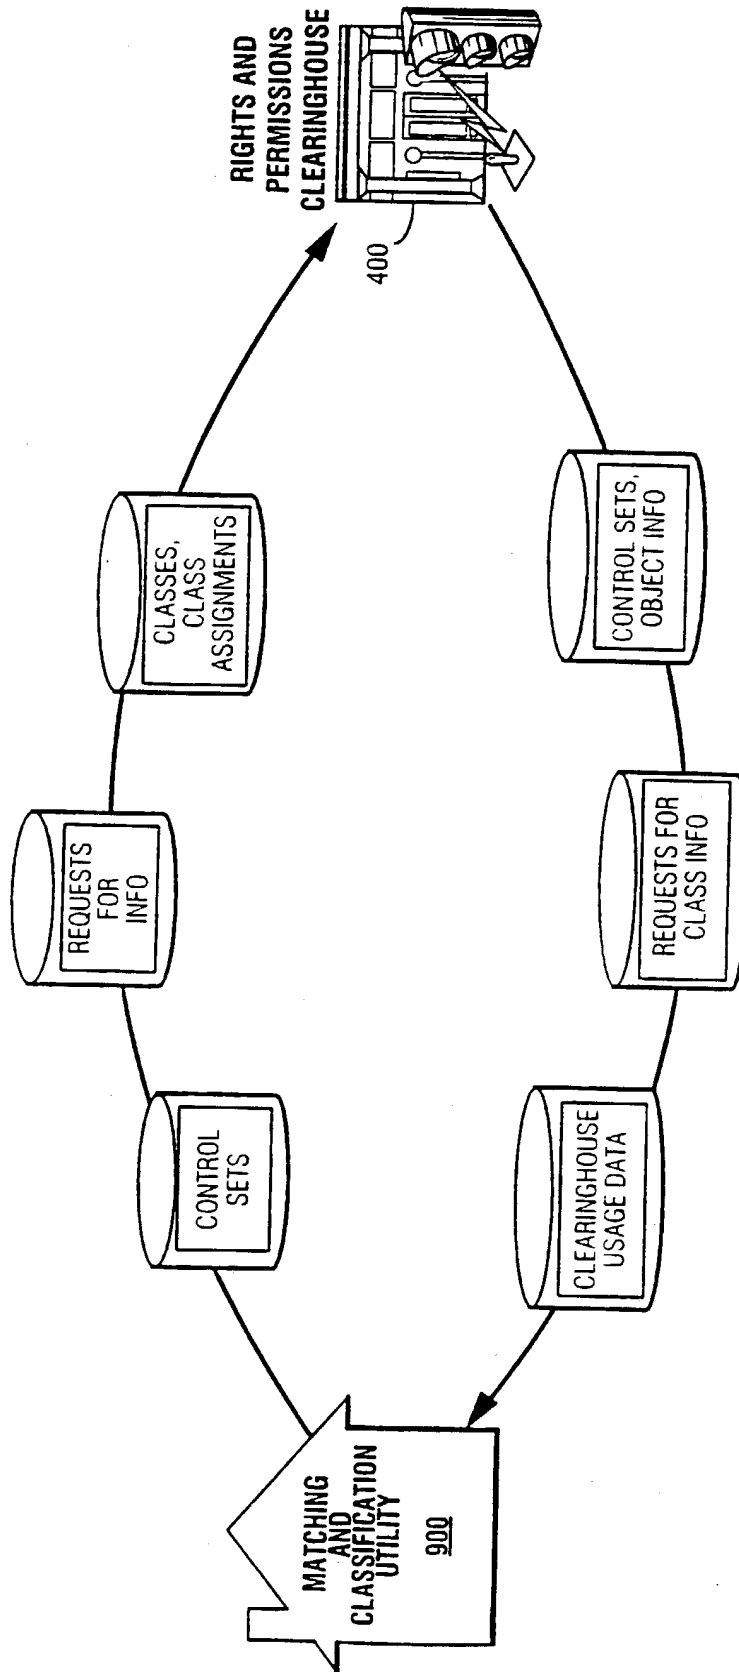 RIGHTS AND
PERMISSIONS
CLEARINGHOUSE
400
CLASSES,
CLASS
ASSIGNMENTS
REQUESTS
FOR
INFO
CONTROL
SETS
MATCHING
AND
CLASSIFICATION
UTILITY
900
CLEARINGHOUSE
USAGE DATA
REQUESTS FOR
CLASS INFO
CONTROL SETS,
OBJECT INFO